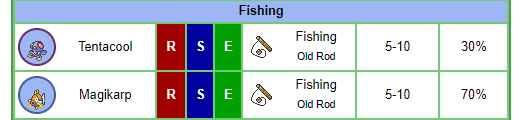 Fishing
Tentacool R S E Fishing Old Rod 5-10 30%
Magikarp R S E Fishing Old Rod 5-10 70%